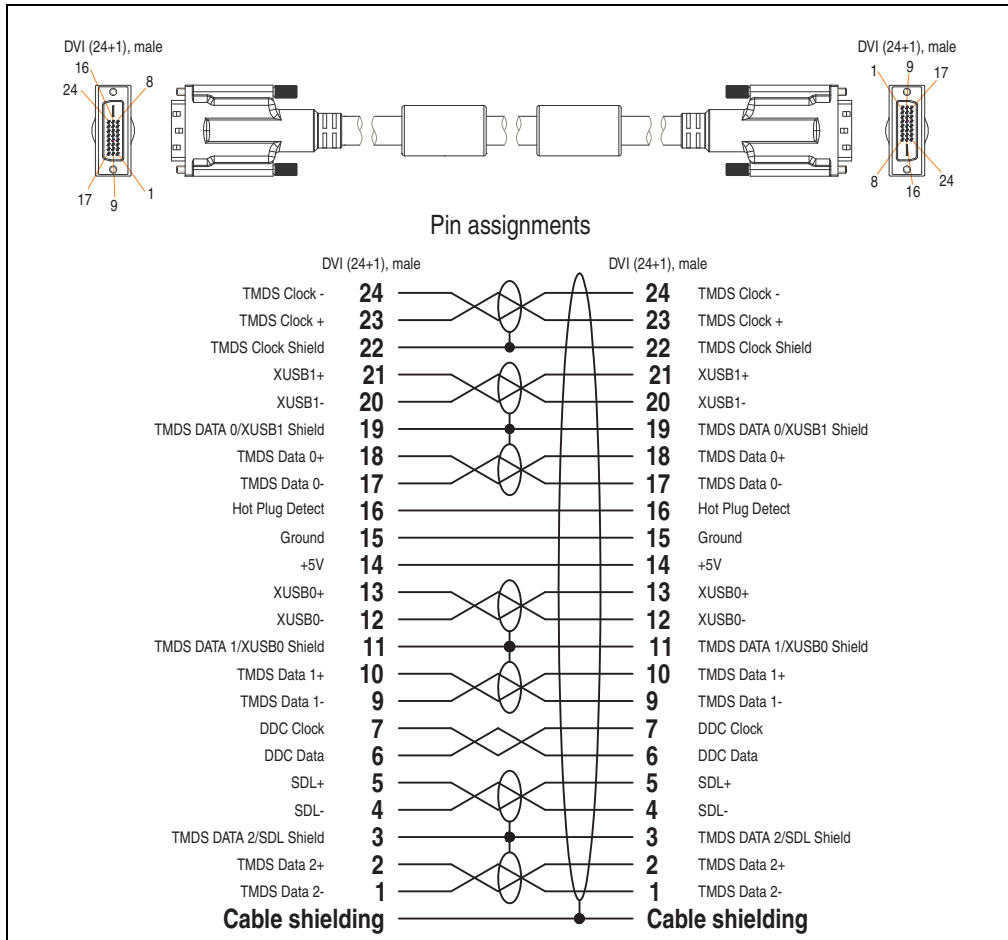 DVI (24+1), male
DVI (24+1), male
16
8
24
17
9
1
1
9
17
8
16
24
Pin assignments
DVI (24+1), male
DVI (24+1), male
TMDS Clock - 24 24 TMDS Clock -
TMDS Clock + 23 23 TMDS Clock +
TMDS Clock Shield 22 22 TMDS Clock Shield
XUSB1+ 21 21 XUSB1+
XUSB1- 20 20 XUSB1-
TMDS DATA 0/XUSB1 Shield 19 19 TMDS DATA 0/XUSB1 Shield
TMDS Data 0+ 18 18 TMDS Data 0+
TMDS Data 0- 17 17 TMDS Data 0-
Hot Plug Detect 16 16 Hot Plug Detect
Ground 15 15 Ground
+5V 14 14 +5V
XUSB0+ 13 13 XUSB0+
XUSB0- 12 12 XUSB0-
TMDS DATA 1/XUSB0 Shield 11 11 TMDS DATA 1/XUSB0 Shield
TMDS Data 1+ 10 10 TMDS Data 1+
TMDS Data 1- 9 9 TMDS Data 1-
DDC Clock 7 7 DDC Clock
DDC Data 6 6 DDC Data
SDL+ 5 5 SDL+
SDL- 4 4 SDL-
TMDS DATA 2/SDL Shield 3 3 TMDS DATA 2/SDL Shield
TMDS Data 2+ 2 2 TMDS Data 2+
TMDS Data 2- 1 1 TMDS Data 2-
Cable shielding Cable shielding